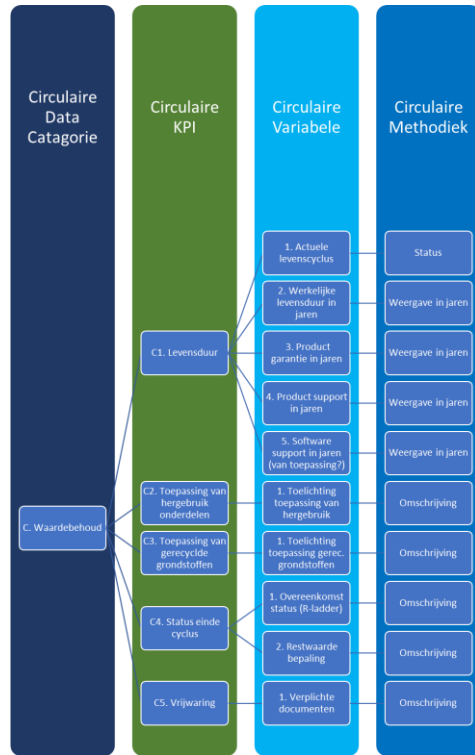 Circulaire
Data
Catagorie
Circulaire
KPI
Circulaire
Variabele
Circulaire
Methodiek
C. Waardebehoud
C1. Levensduur
1. Actuele
levenscyclus
Status
2. Werkelijke
levensduur in
jaren
Weergave in jaren
3. Product
garantie in jaren
Weergave in jaren
4. Product support
in jaren
Weergave in jaren
5. Software
support in jaren
(van toepassing?)
Weergave in jaren
C2. Toepassing van
hergebruik
onderdelen
1. Toelichting
toepassing van
hergebruik
Omschrijving
C3. Toepassing van
gerecyclde
grondstoffen
1. Toelichting
toepassing gerec.
grondstoffen
Omschrijving
C4. Status einde
cyclus
1. Overeenkomst
status (R-ladder)
Omschrijving
2. Restwaarde
bepaling
Omschrijving
C5. Vrijwaring
1. Verplichte
documenten
Omschrijving